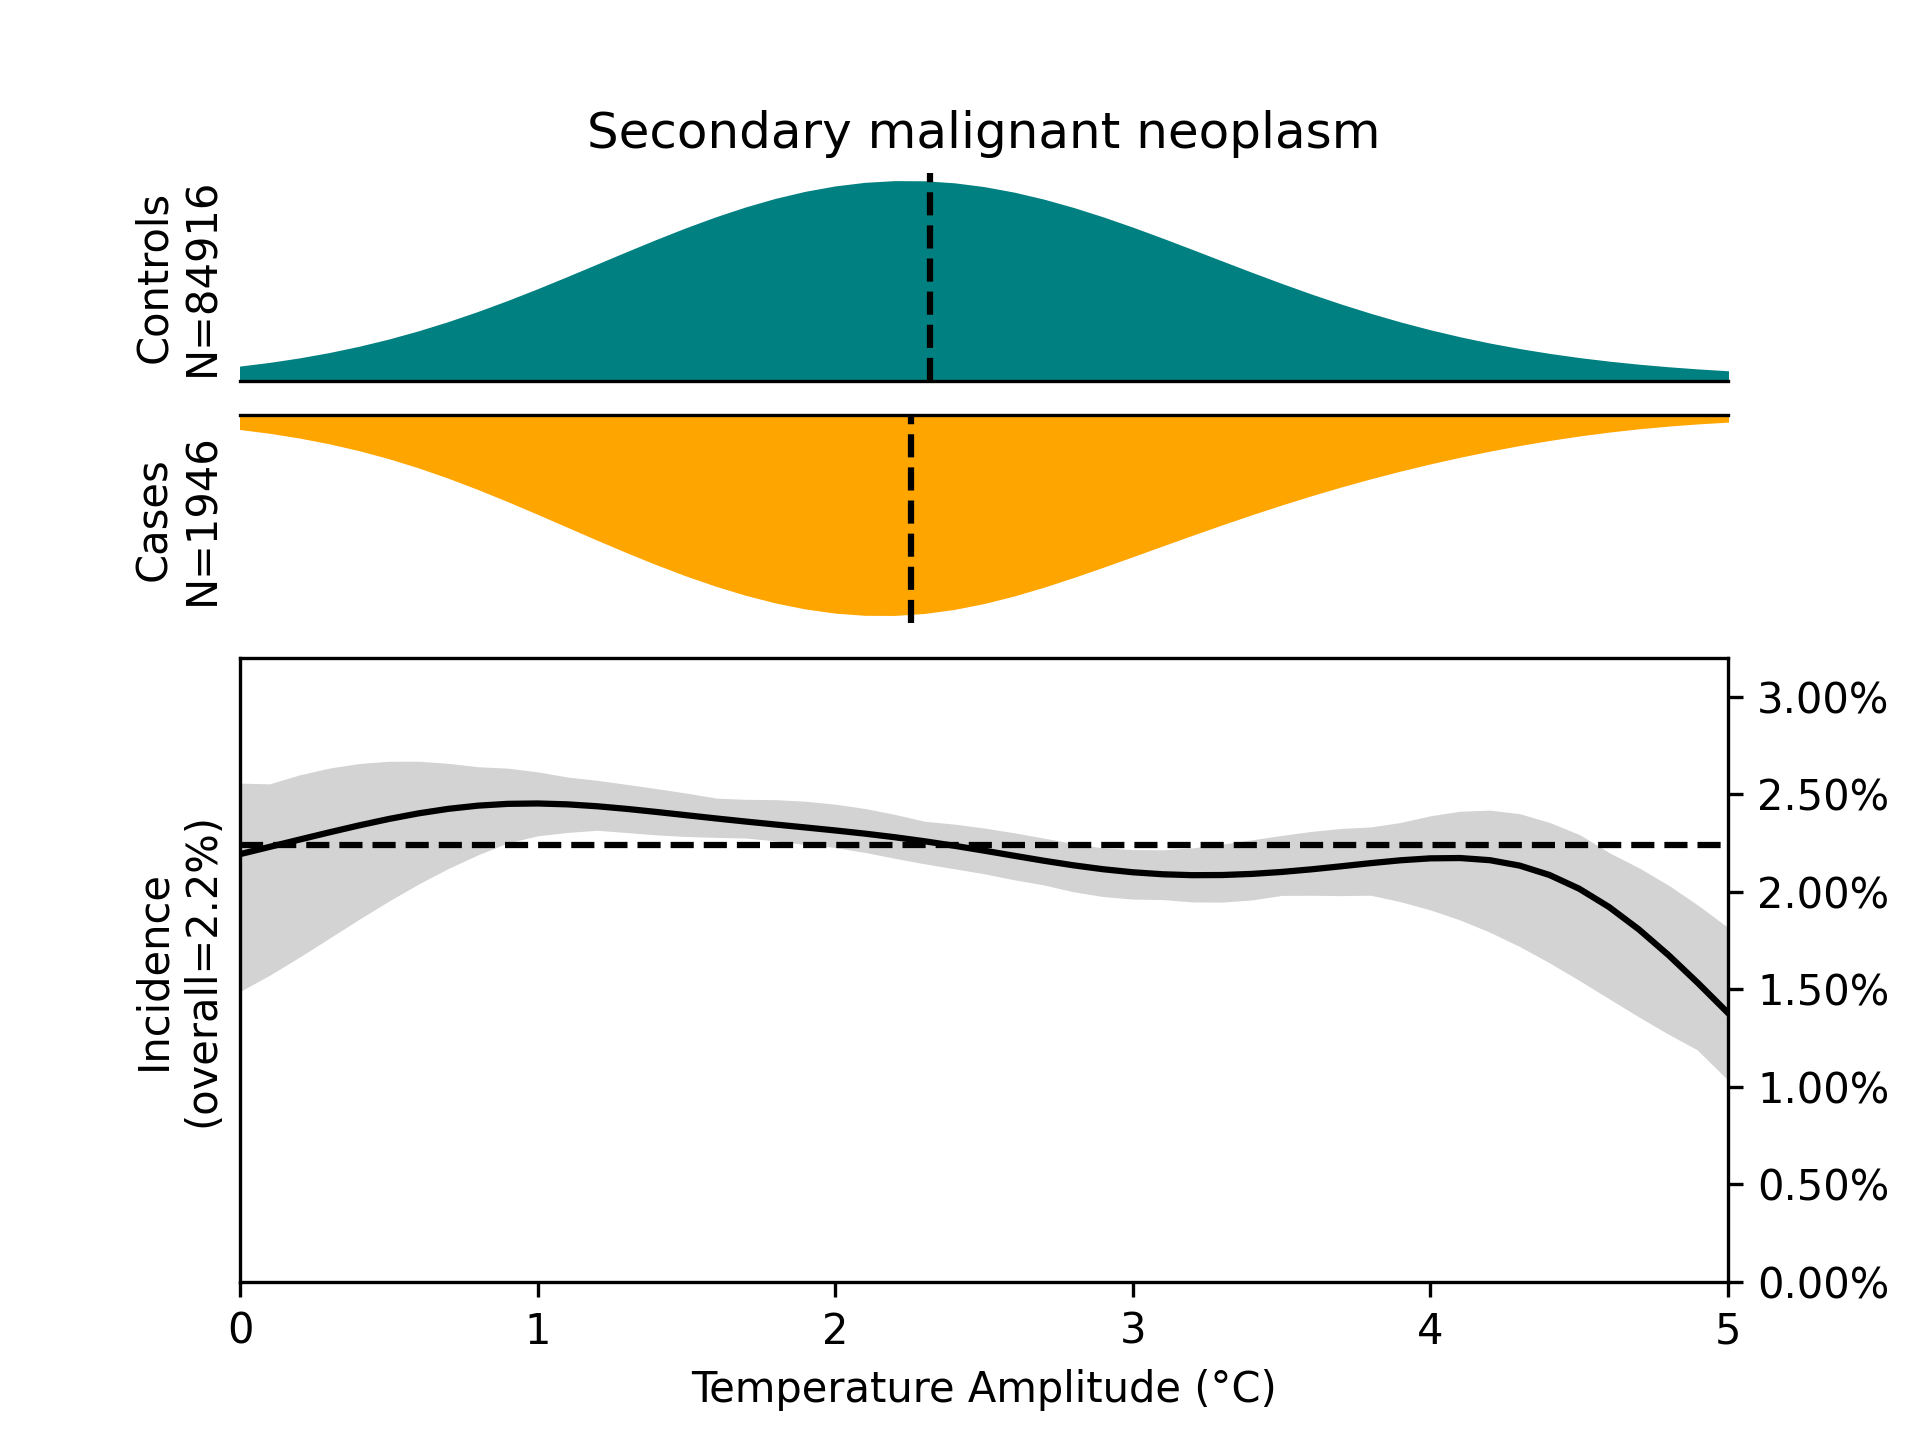 Secondary malignant neoplasm
Controls
N=84916
Cases
N=1946
Incidence
(overall=2.2%)
3.00%
2.50%
2.00%
1.50%
1.00%
0.50%
0.00%
0 1 2 3 4 5
Temperature Amplitude (°C)